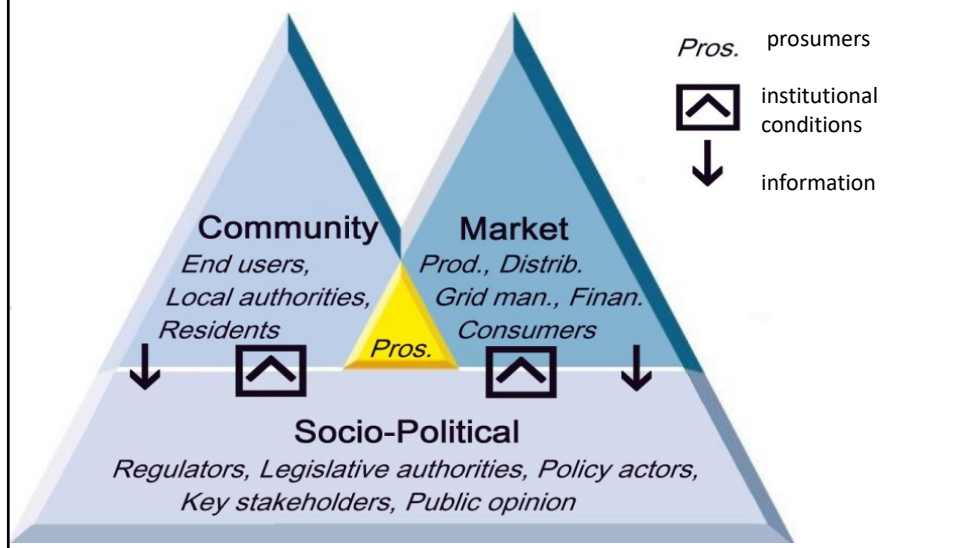 Pros. prosumers
institutional
conditions
information
Community
End users,
Local authorities,
Residents
Market
Prod., Distrib.
Grid man., Finan.
Consumers
Pros.
Socio-Political
Regulators, Legislative authorities, Policy actors,
Key stakeholders, Public opinion